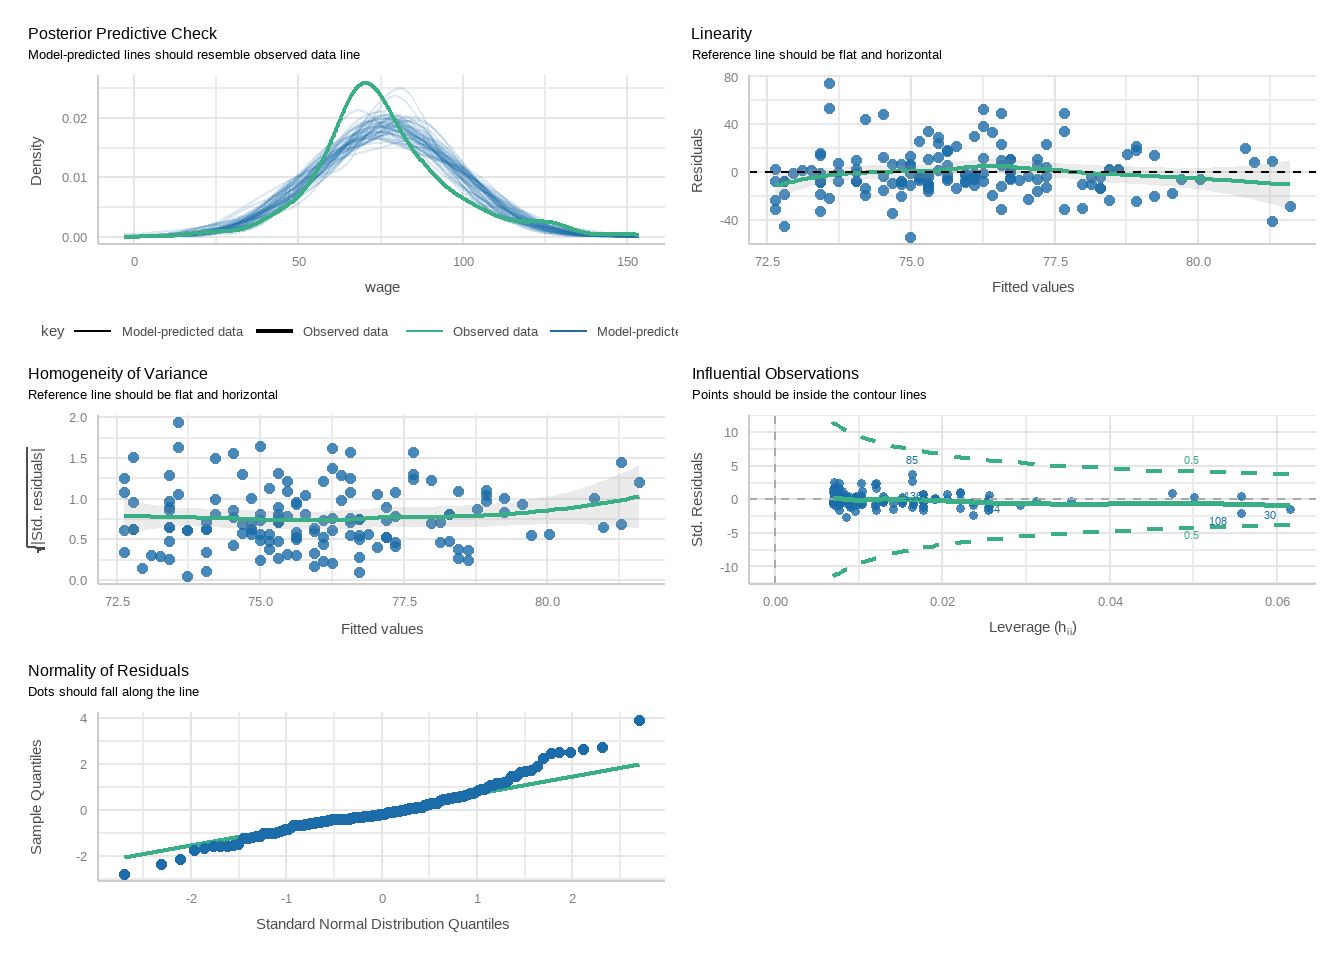 Posterior Predictive Check
Model-predicted lines should resemble observed data line
Density
0.02
0.01
0.00
0
50
100
150
wage
key
Model-predicted data
Observed data
Observed data
Model-predicte
Linearity
Reference line should be flat and horizontal
Residuals
80
40
0
-40
72.5
75.0
77.5
80.0
Fitted values
Homogeneity of Variance
Reference line should be flat and horizontal
√|Std. residuals|
2.0
1.5
1.0
0.5
0.0
72.5
75.0
77.5
80.0
Fitted values
Influential Observations
Points should be inside the contour lines
Std. Residuals
10
5
0
-5
-10
85
0.5
108
30
0.5
0.00
0.02
0.04
0.06
Leverage (hii)
Normality of Residuals
Dots should fall along the line
Sample Quantiles
4
2
0
-2
-2
-1
0
1
2
Standard Normal Distribution Quantiles